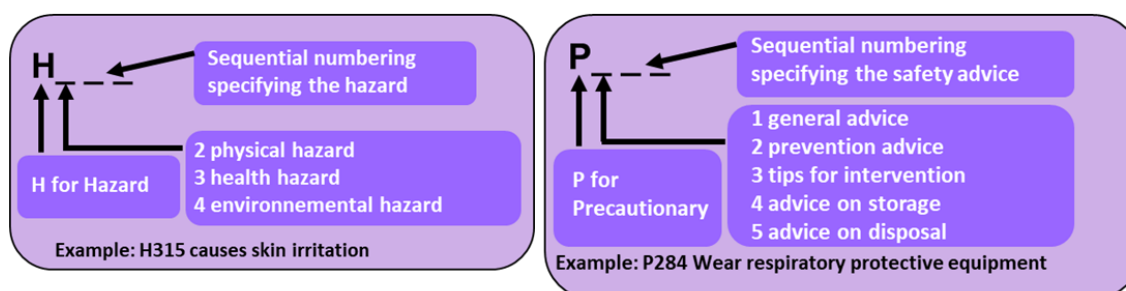 H _ _ _
Sequential numbering
specifying the hazard
H for Hazard
2 physical hazard
3 health hazard
4 environnemental hazard
Example: H315 causes skin irritation
P _ _ _
Sequential numbering
specifying the safety advice
P for
Precautionary
1 general advice
2 prevention advice
3 tips for intervention
4 advice on storage
5 advice on disposal
Example: P284 Wear respiratory protective equipment